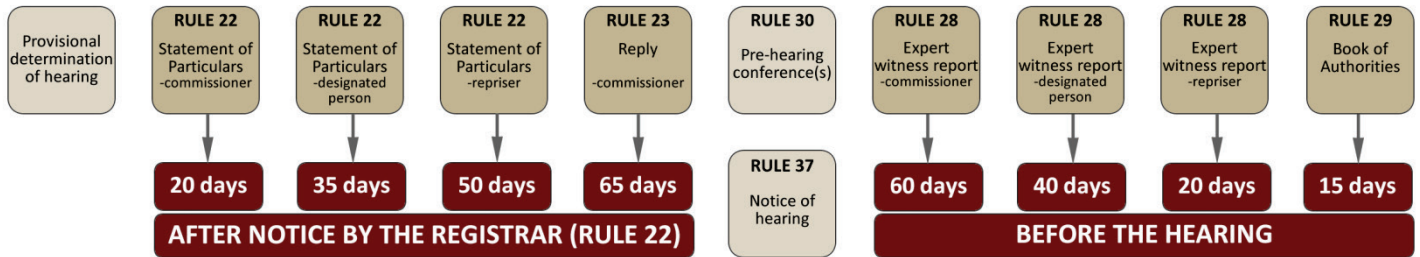 Provisional
determination
of hearing
RULE 22
Statement of
Particulars
-commissioner
20 days
RULE 22
Statement of
Particulars
-designated
person
35 days
RULE 22
Statement of
Particulars
-repriser
50 days
RULE 23
Reply
-commissioner
65 days
AFTER NOTICE BY THE REGISTRAR (RULE 22)
RULE 30
Pre-hearing
conference(s)
RULE 37
Notice of
hearing
RULE 28
Expert
witness report
-commissioner
60 days
RULE 28
Expert
witness report
-designated
person
40 days
RULE 28
Expert
witness report
-repriser
20 days
RULE 29
Book of
Authorities
15 days
BEFORE THE HEARING